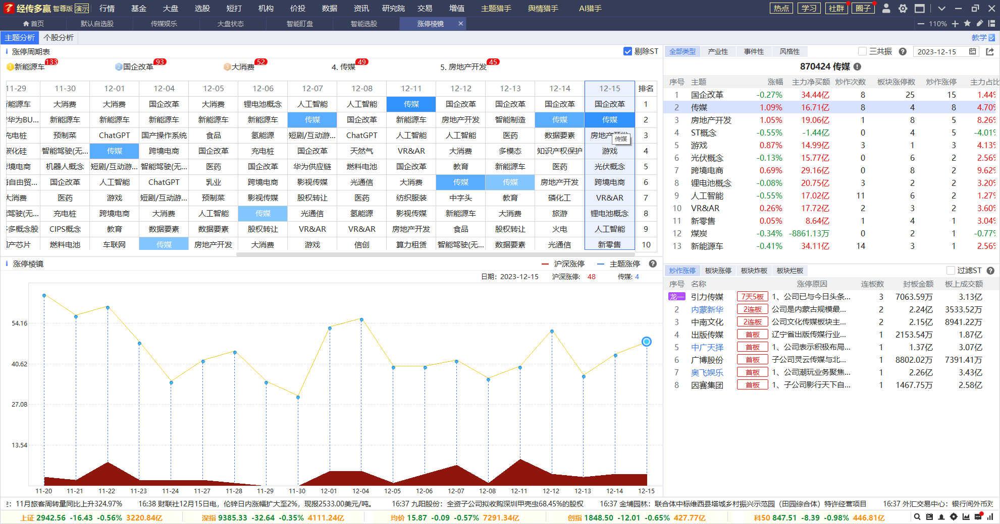 经传多赢 智尊版 演示 行情 基金 大盘 选股 短打 机构 价投 数据 资讯 研究院 交易 增值 主题猎手 舆情猎手 AI猎手 热点 学习 社群 圈子
首页 默认自选股 传媒娱乐 大盘状态 智能盯盘 智能选股 涨停棱镜 110%
主题分析 个股分析 教学
涨停周期表 剔除ST 全部类型 产业性 事件性 风格性 三共振 2023-12-15
1 新能源车 133 2 国企改革 93 3 大消费 52 4. 传媒 49 5. 房地产开发 45
11-29 11-30 12-01 12-04 12-05 12-06 12-07 12-08 12-11 12-12 12-13 12-14 12-15 排名
能源车 大消费 大消费 国企改革 大消费 锂电池概念 人工智能 人工智能 传媒 国企改革 国企改革 国企改革 国企改革 1
华为BU... 新能源车 新能源车 新能源车 新能源车 新能源车 传媒 国企改革 新能源车 房地产开发 智能制造 传媒 传媒 2
充电桩 预制菜 ChatGPT 国产操作系统 食品 氢能源 短剧/互动游... ChatGPT 人工智能 人工智能 医药 数据要素 房地产 3
传媒
碳化硅 智能驾驶(无... 传媒 跨境电商 国企改革 充电桩 国企改革 天然气 VR&AR 大消费 多模态 知识产权保护 游戏 4
境电商 机器人概念 短剧/互动游... 智能驾驶(无... 医药 国企改革 华为供应链 燃料电池 国企改革 教育 新能源车 医药 光伏概念 5
自由贸... 国企改革 人工智能 ChatGPT 乳业 跨境电商 影视传媒 光通信 大消费 传媒 传媒 房地产开发 跨境电商 6
大消费 医药 游戏 短剧/互动游... 预制菜 影视传媒 股权转让 医药 纺织服装 中字头 教育 磷化工 VR&AR 7
驾驶(无... 充电桩 跨境电商 大消费 人工智能 传媒 光通信 氢能源 影视传媒 新能源车 大消费 旅游 锂电池概念 8
多概念股 CIPS概念 教育 数据要素 数据要素 股权转让 VR&AR VR&AR 房地产开发 食品 股权转让 火电 人工智能 9
产芯片 燃料电池 车联网 传媒 房地产开发 大消费 游戏 信创 算力租赁 智能驾驶(无... 数据要素 光通信 新零售 10
870424 传媒
序号 主题 涨幅 主力净买额 炒作次数 板块涨停数 炒作涨停 主力占比
1 国企改革 -0.27% 34.44亿 8 25 15 1.44%
2 传媒 1.09% 16.71亿 8 4 8 4.70%
3 房地产开发 1.05% 19.06亿 1 8 5 8.26%
4 ST概念 -0.55% -1.44亿 0 4 5 -4.01%
5 游戏 0.87% 14.99亿 3 1 3 4.13%
6 光伏概念 -0.13% 15.77亿 0 6 2 2.56%
7 跨境电商 0.69% 29.16亿 0 8 2 9.62%
8 锂电池概念 -0.08% 20.75亿 3 2 2 3.20%
9 人工智能 -0.55% 17.02亿 11 6 2 1.27%
10 VR&AR 0.26% 17.72亿 2 3 2 3.60%
11 新零售 0.05% 8.64亿 1 4 1 3.04%
12 煤炭 -0.34% -8861.13万 0 2 1 -0.77%
13 新能源车 -0.41% 34.11亿 14 3 1 2.56%
涨停棱镜 沪深涨停 主题涨停
日期: 2023-12-15 沪深涨停: 48 传媒: 4
54.16
40.62
27.08
13.54
11-20 11-21 11-22 11-23 11-24 11-27 11-28 11-29 11-30 12-01 12-04 12-05 12-06 12-07 12-08 12-11 12-12 12-13 12-14 12-15
炒作涨停 板块涨停 板块炸板 板块烂板 过滤ST
序号 名称 涨停原因 连板数 封板金额 板上成交额
龙一 引力传媒 7天5板 1、公司已与今日头条... 3 7063.59万 3.13亿
2 内蒙新华 2连板 公司是内蒙古规模最... 2 2.24亿 3533.52万
3 中南文化 2连板 公司文化传媒板块主... 2 2.15亿 8941.22万
4 出版传媒 首板 辽宁省出版传媒行业... 1 2153.54万 1.87亿
5 中广天择 首板 1、公司表示积极布局... 1 1.37亿 3.07亿
6 广博股份 首板 子公司灵云传媒与北... 1 8802.02万 7391.41万
7 奥飞娱乐 首板 1、公司潮玩业务聚焦... 1 2.26亿 3.43亿
8 因赛集团 首板 1、子公司影行天下自... 1 1467.75万 2.58亿
：11月旅客周转量同比上升324.97% 16:38 财联社12月15日电，伦锌日内涨幅扩大至2%，现报2533.00美元/吨。 16:37 九阳股份：全资子公司拟收购深圳甲壳虫68.45%的股权 16:37 金埔园林：联合体中标维西县塔城乡村振兴示范园（田园综合体）特许经营项目 16:37 外汇交易中心：银行间外币对
上证 2942.56 -16.43 -0.56% 3220.84亿 深指 9385.33 -32.64 -0.35% 4111.24亿 均价 15.87 -0.09 -0.57% 7291.34亿 创指 1848.50 -12.01 -0.65% 427.77亿 科50 847.51 -8.39 -0.98% 446.81亿